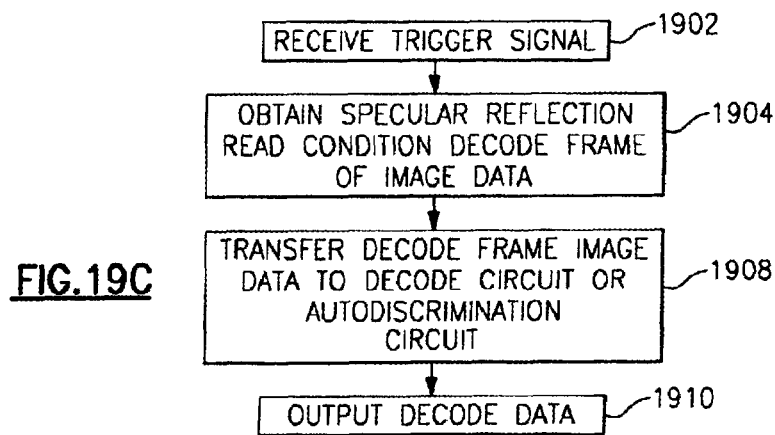 RECEIVE TRIGGER SIGNAL
1902
OBTAIN SPECULAR REFLECTION
READ CONDITION DECODE FRAME
OF IMAGE DATA
1904
TRANSFER DECODE FRAME IMAGE
DATA TO DECODE CIRCUIT OR
AUTODISCRIMINATION
CIRCUIT
1908
FIG.19C
OUTPUT DECODE DATA
1910